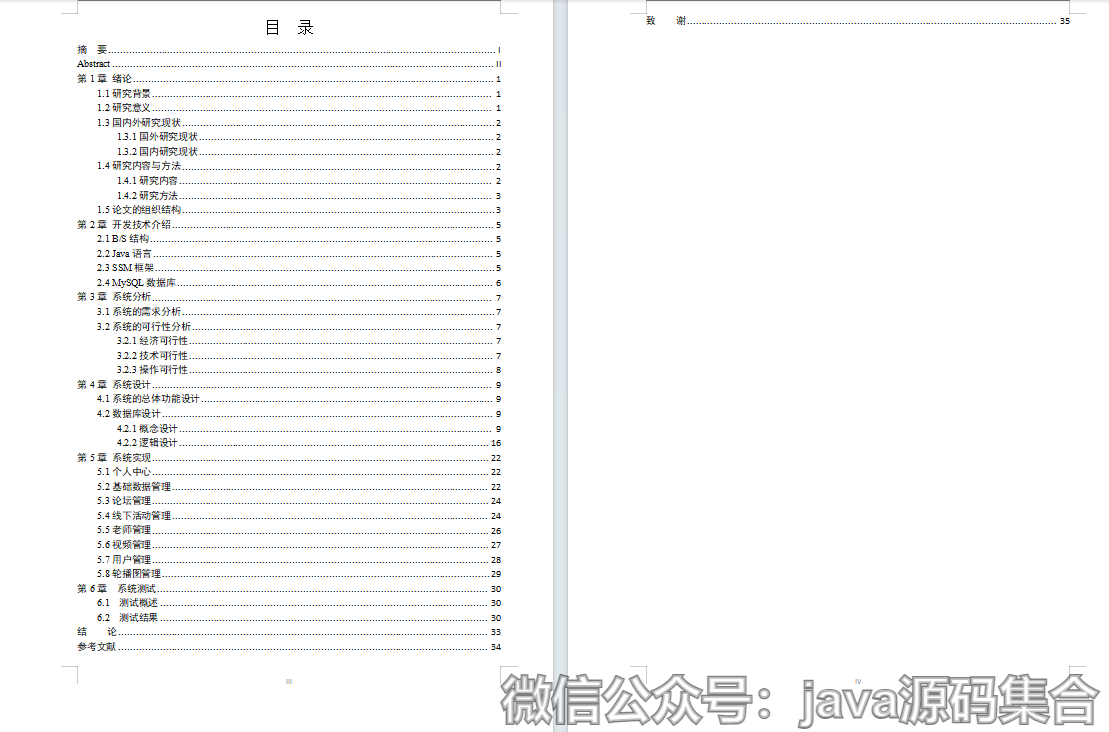 目 录
摘 要 I
Abstract II
第 1 章 绪论 1
1.1 研究背景 1
1.2 研究意义 1
1.3 国内外研究现状 2
1.3.1 国外研究现状 2
1.3.2 国内研究现状 2
1.4 研究内容与方法 2
1.4.1 研究内容 2
1.4.2 研究方法 3
1.5 论文的组织结构 3
第 2 章 开发技术介绍 5
2.1 B/S 结构 5
2.2 Java 语言 5
2.3 SSM 框架 5
2.4 MySQL 数据库 6
第 3 章 系统分析 7
3.1 系统的需求分析 7
3.2 系统的可行性分析 7
3.2.1 经济可行性 7
3.2.2 技术可行性 7
3.2.3 操作可行性 8
第 4 章 系统设计 9
4.1 系统的总体功能设计 9
4.2 数据库设计 9
4.2.1 概念设计 9
4.2.2 逻辑设计 16
第 5 章 系统实现 22
5.1 个人中心 22
5.2 基础数据管理 22
5.3 论坛管理 24
5.4 线下活动管理 24
5.5 老师管理 26
5.6 视频管理 27
5.7 用户管理 28
5.8 轮播图管理 29
第 6 章 系统测试 30
6.1 测试概述 30
6.2 测试结果 30
结 论 33
参考文献 34
III
致 谢 35
IV
微信公众号：java源码集合